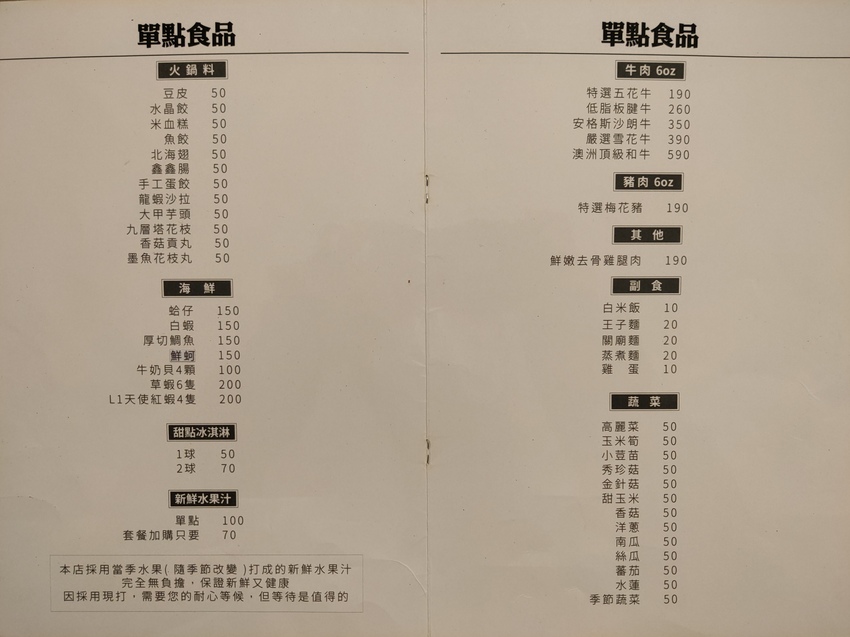 單點食品
火鍋料
豆皮 50
水晶餃 50
米血糕 50
魚餃 50
北海翅 50
鑫鑫腸 50
手工蛋餃 50
龍蝦沙拉 50
大甲芋頭 50
九層塔花枝 50
香菇貢丸 50
墨魚花枝丸 50
海鮮
蛤仔 150
白蝦 150
厚切鯛魚 150
鮮蚵 150
牛奶貝4顆 100
草蝦6隻 200
L1天使紅蝦4隻 200
甜點冰淇淋
1球 50
2球 70
新鮮水果汁
單點 100
套餐加購只要 70
本店採用當季水果( 隨季節改變 )打成的新鮮水果汁
完全無負擔，保證新鮮又健康
因採用現打，需要您的耐心等候，但等待是值得的
單點食品
牛肉 6oz
特選五花牛 190
低脂板腱牛 260
安格斯沙朗牛 350
嚴選雪花牛 390
澳洲頂級和牛 590
豬肉 6oz
特選梅花豬 190
其他
鮮嫩去骨雞腿肉 190
副食
白米飯 10
王子麵 20
關廟麵 20
蒸煮麵 20
雞蛋 10
蔬菜
高麗菜 50
玉米筍 50
小荳苗 50
秀珍菇 50
金針菇 50
甜玉米 50
香菇 50
洋蔥 50
南瓜 50
絲瓜 50
蕃茄 50
水蓮 50
季節蔬菜 50